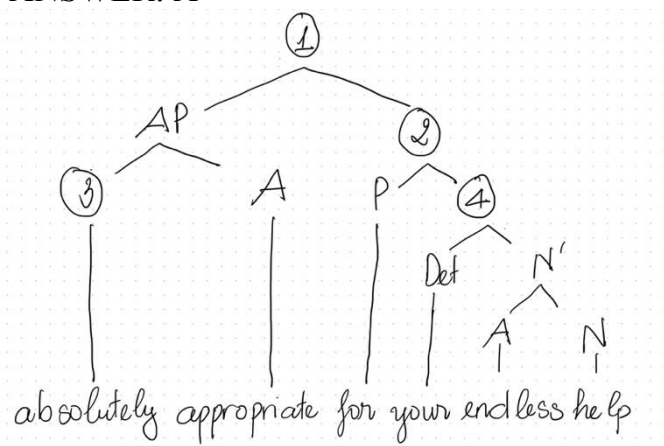 ANSWER: A
1
AP 2
3 A P 4
Det N'
A N
absolutely appropriate for your endless help